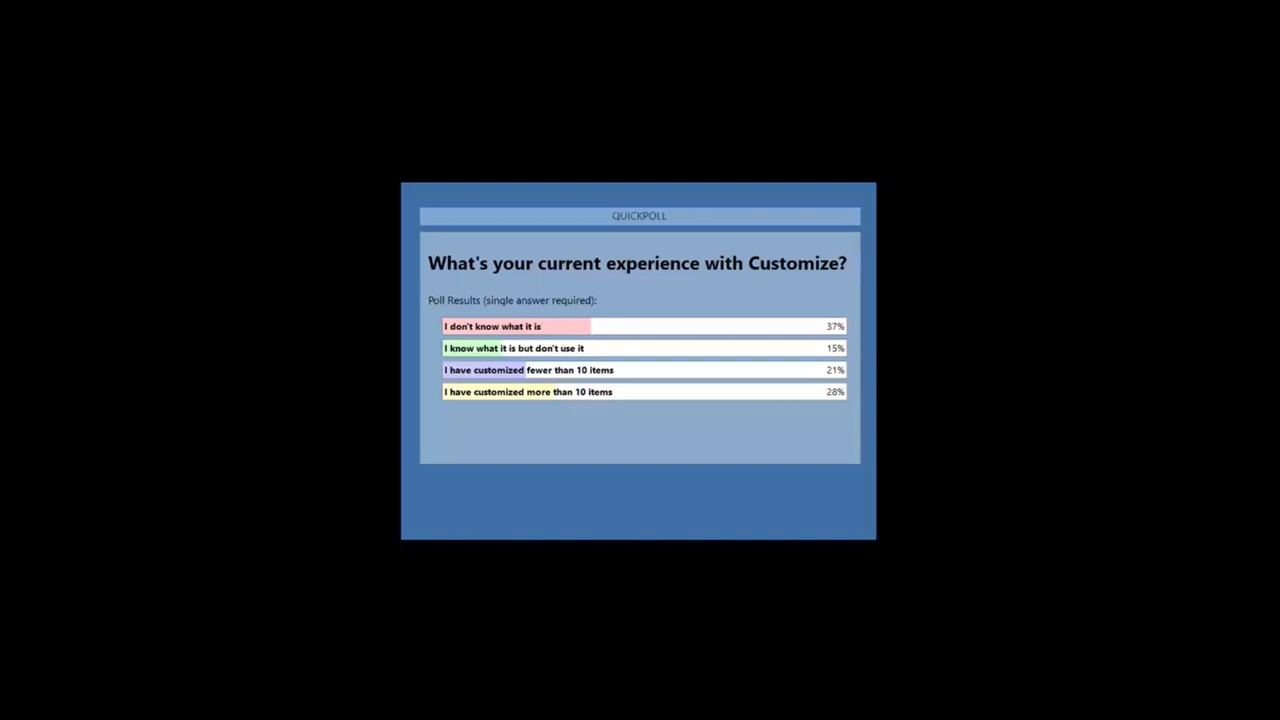 QUICKPOLL
What's your current experience with Customize?
Poll Results (single answer required):
I don't know what it is 37%
I know what it is but don't use it 15%
I have customized fewer than 10 items 21%
I have customized more than 10 items 28%